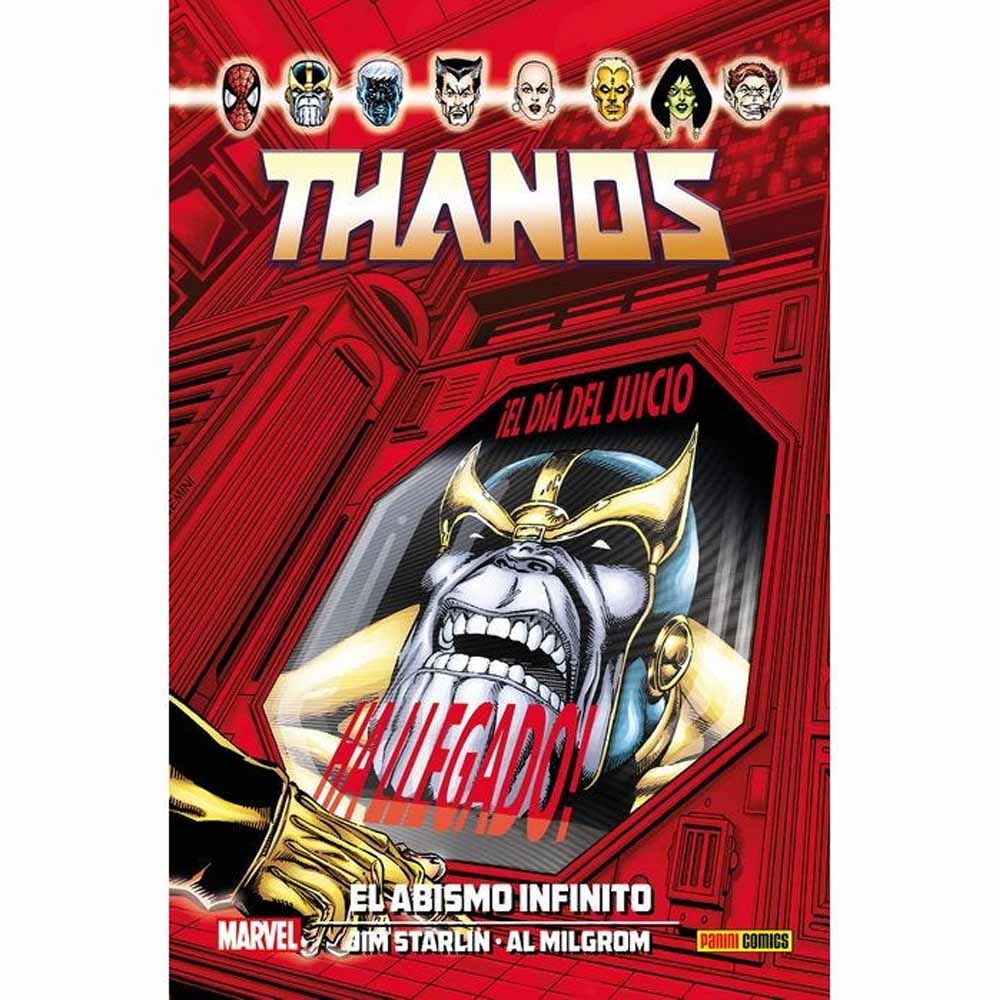 THANOS
¡EL DÍA DEL JUICIO
HA LLEGADO!
EL ABISMO INFINITO
MARVEL
JIM STARLIN · AL MILGROM
PANINI COMICS